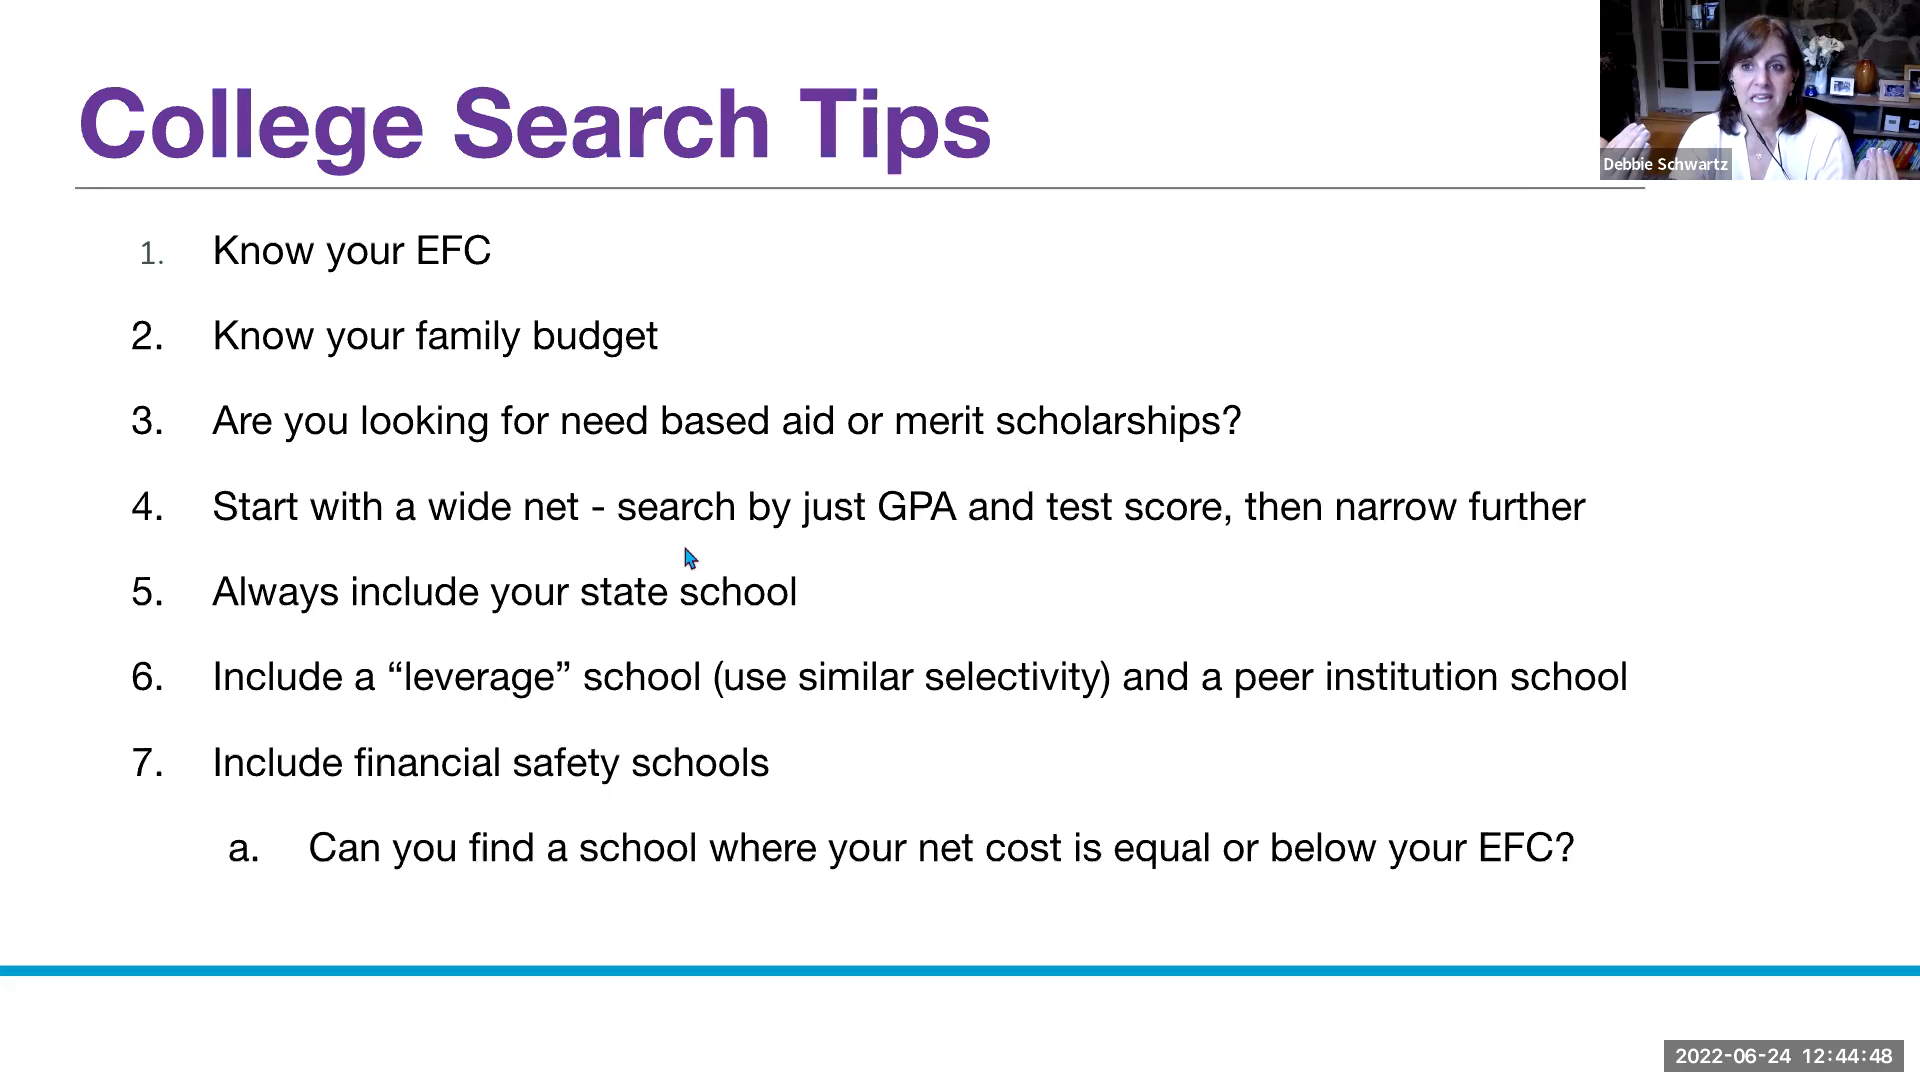 College Search Tips
Debbie Schwartz
1. Know your EFC
2. Know your family budget
3. Are you looking for need based aid or merit scholarships?
4. Start with a wide net - search by just GPA and test score, then narrow further
5. Always include your state school
6. Include a “leverage” school (use similar selectivity) and a peer institution school
7. Include financial safety schools
a. Can you find a school where your net cost is equal or below your EFC?
2022-06-24 12:44:48